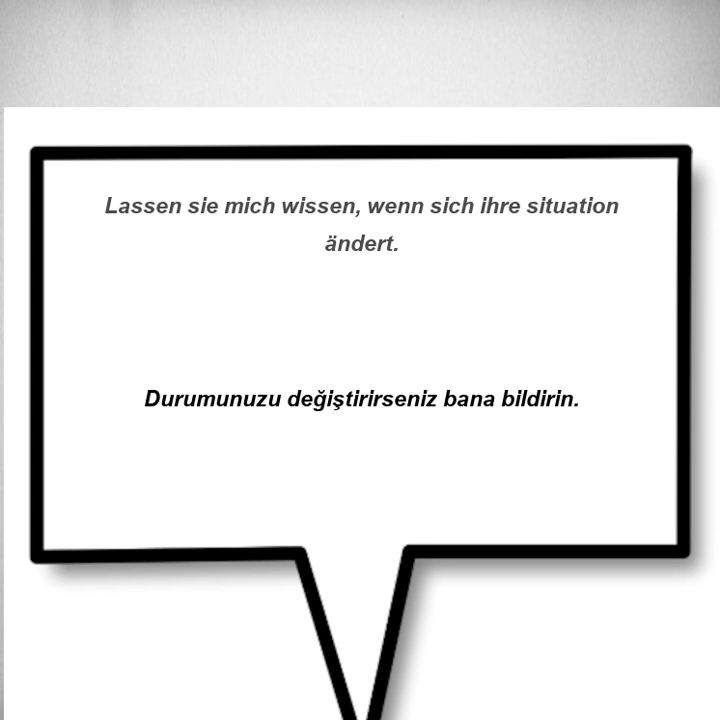 Lassen sie mich wissen, wenn sich ihre situation
ändert.
Durumunuzu değiştirirseniz bana bildirin.